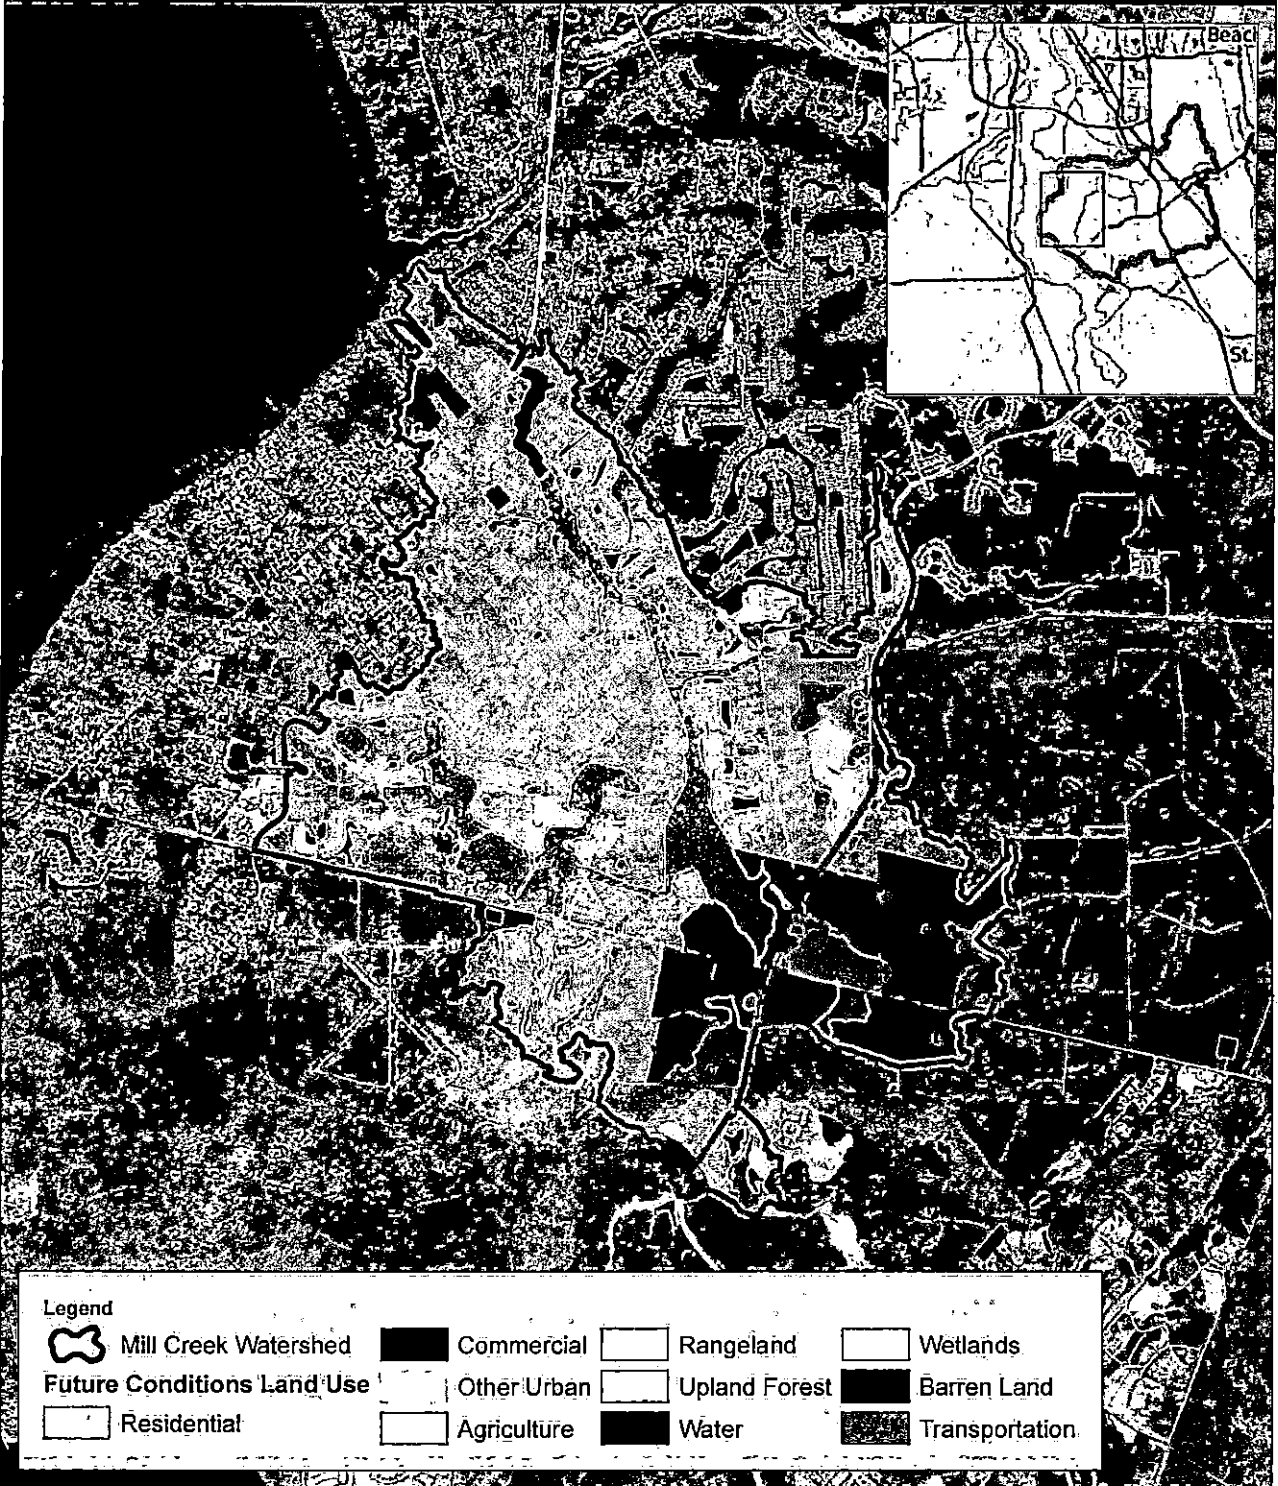 Beach
St.
Legend
Mill Creek Watershed
Commercial
Rangeland
Wetlands
Future Conditions Land Use
Other Urban
Upland Forest
Barren Land
Residential
Agriculture
Water
Transportation